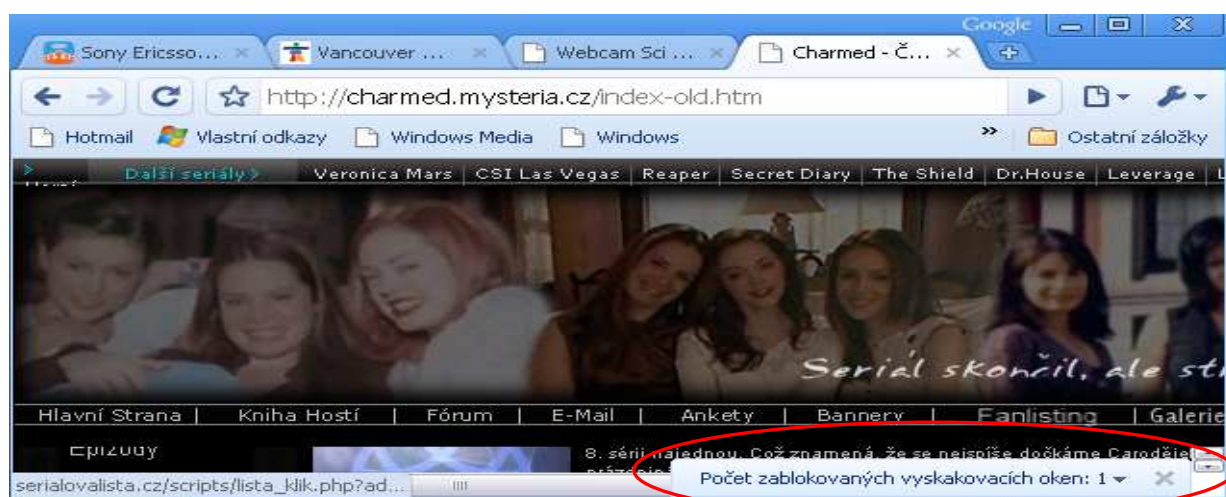 Google
Sony Ericsso... Vancouver ... Webcam Sci ... Charmed - Č...
http://charmed.mysteria.cz/index-old.htm
Hotmail Vlastní odkazy Windows Media Windows » Ostatní záložky
> Další seriály> Veronica Mars | CSI Las Vegas | Reaper | Secret Diary | The Shield | Dr.House | Leverage | L
Seriál skončil, ale st
Hlavní Strana | Kniha Hostí | Fórum | E-Mail | Ankety | Bannery | Fanlisting | Galerie
Epizody
8. sérii najednou. Což znamená, že se nejspíše dočkáme Čaroděje
Počet zablokovaných vyskakovacích oken: 1
serialovalista.cz/scripts/lista_klik.php?ad...